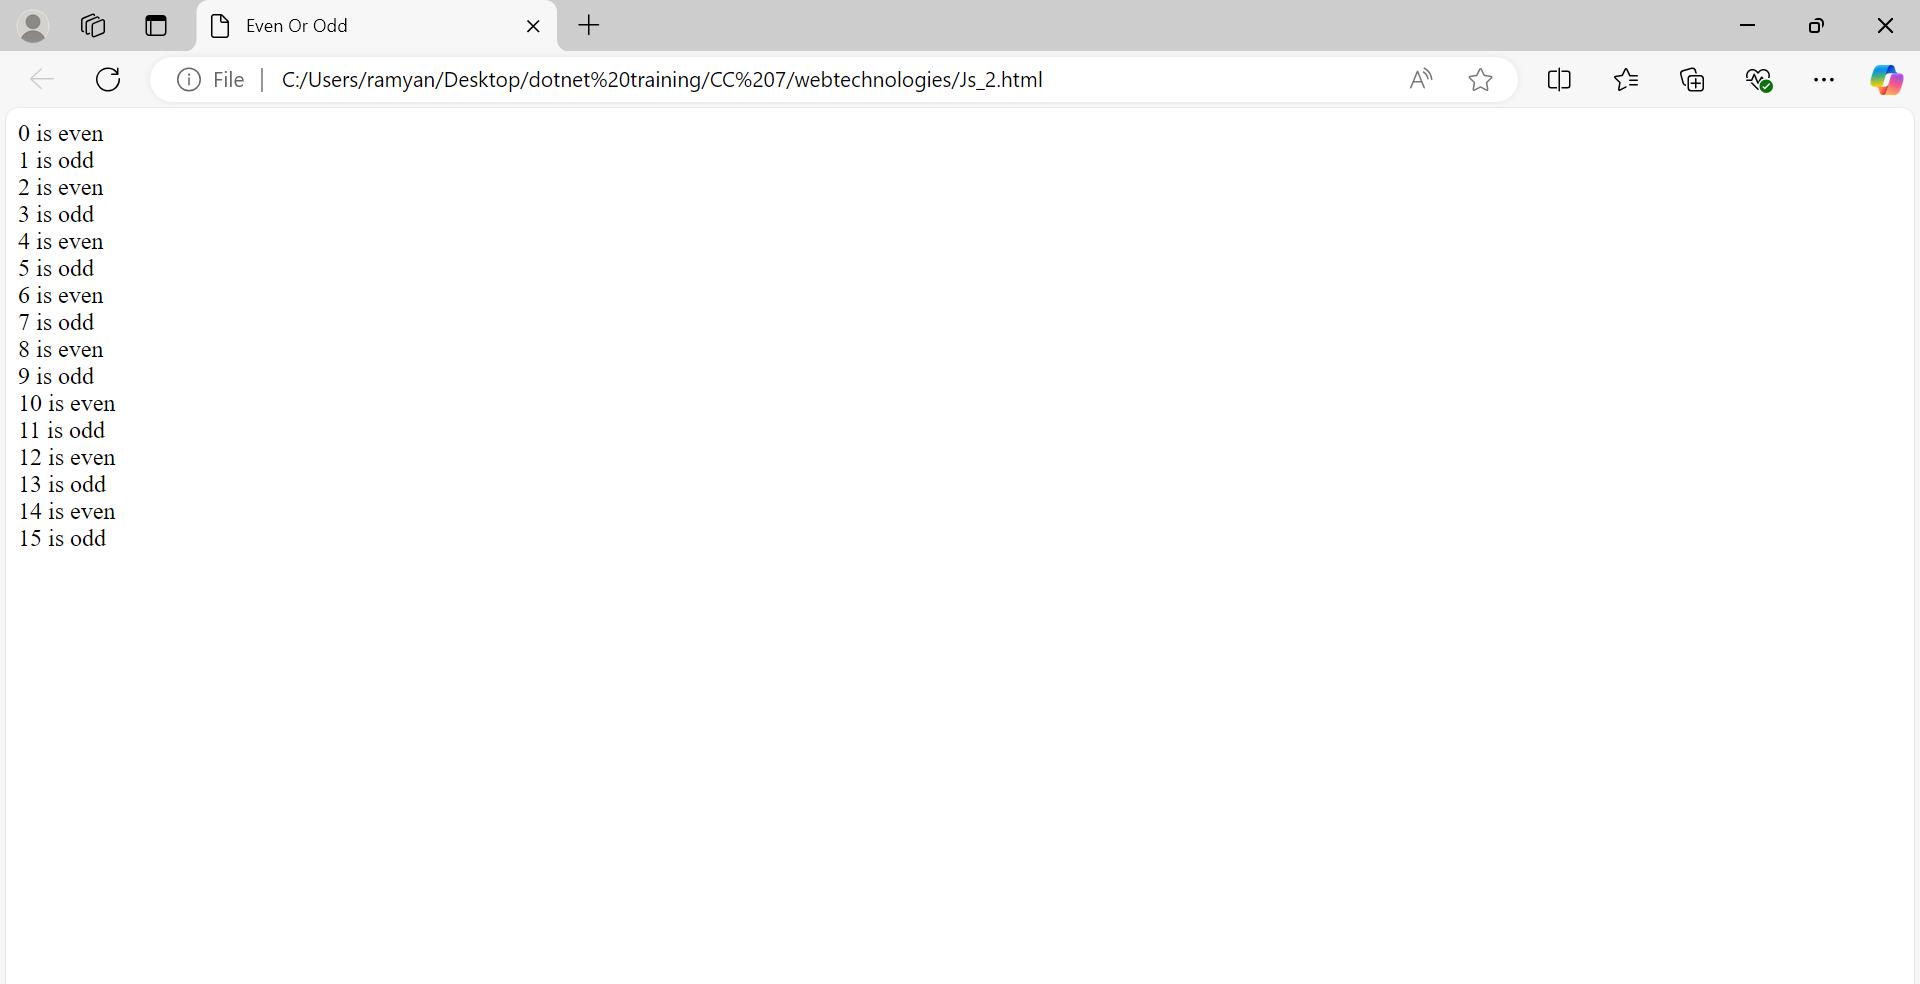 Even Or Odd
File
C:/Users/ramyan/Desktop/dotnet%20training/CC%207/webtechnologies/Js_2.html
0 is even
1 is odd
2 is even
3 is odd
4 is even
5 is odd
6 is even
7 is odd
8 is even
9 is odd
10 is even
11 is odd
12 is even
13 is odd
14 is even
15 is odd